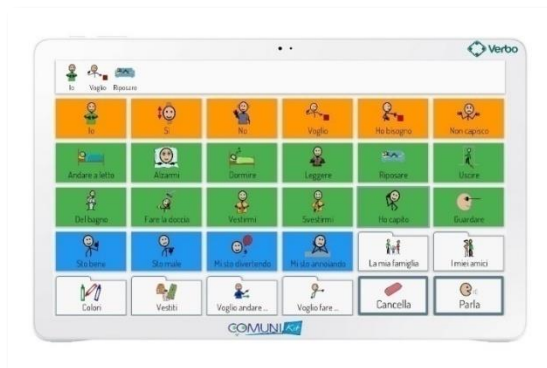 Verbo
Io Voglio Riposare
Io Si No Voglio Ho bisogno Non capisco
Andare a letto Alzarmi Dormire Leggere Riposare Uscire
Del bagno Fare la doccia Vestirmi Svestirmi Ho capito Guardare
Sto bene Sto male Mi sto divertendo Mi sto annoiando La mia famiglia I miei amici
Colori Vestiti Voglio andare ... Voglio fare ... Cancella Parla
COMUNIKit